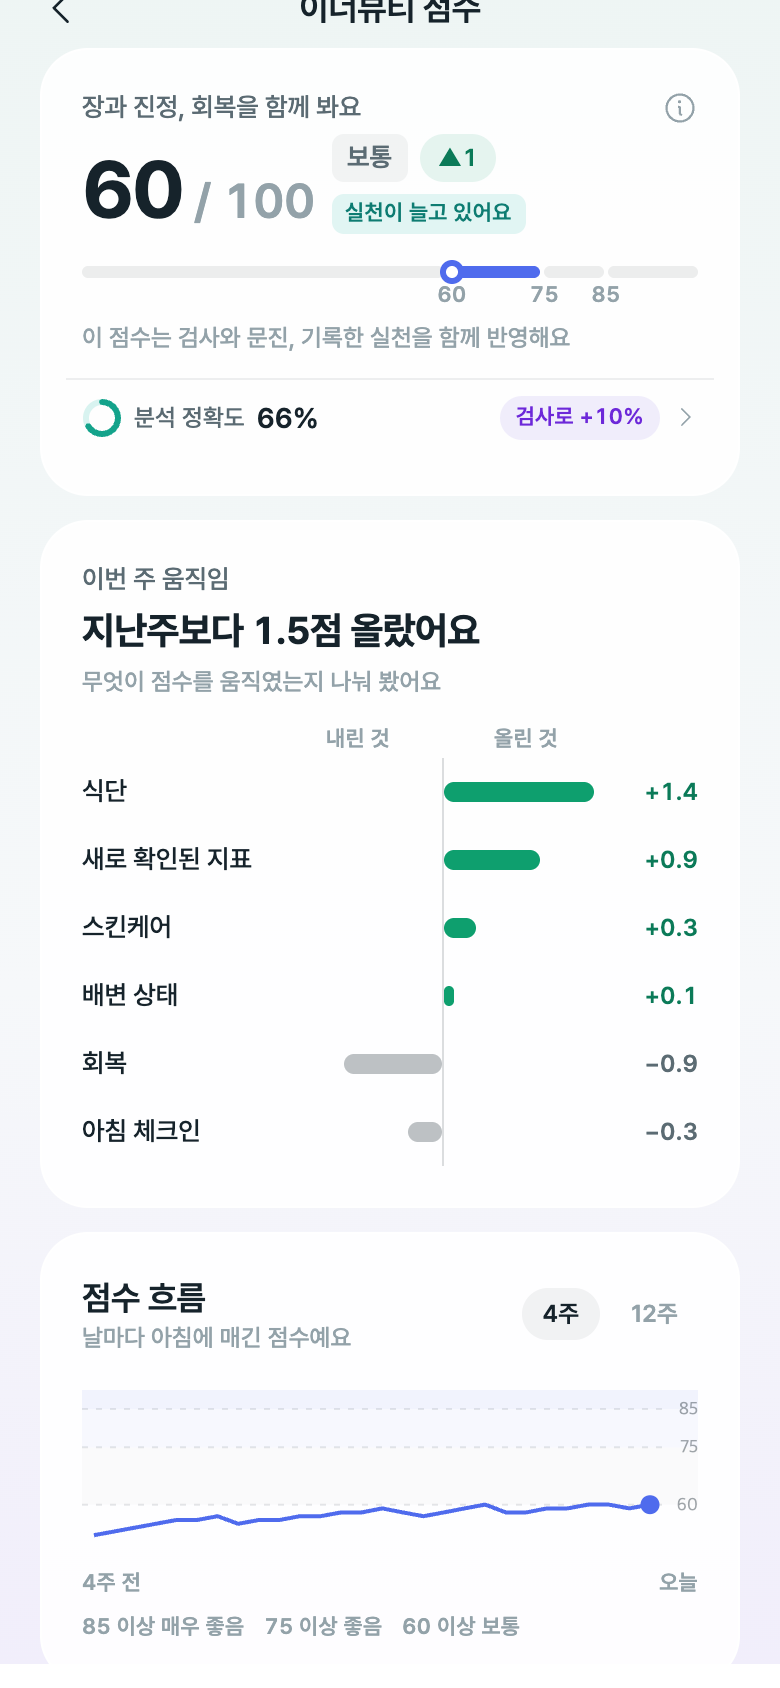 이너뷰티 점수
장과 진정, 회복을 함께 봐요
60 / 100
보통
▲1
실천이 늘고 있어요
60 75 85
이 점수는 검사와 문진, 기록한 실천을 함께 반영해요
분석 정확도 66%
검사로 +10%
이번 주 움직임
지난주보다 1.5점 올랐어요
무엇이 점수를 움직였는지 나눠 봤어요
내린 것 올린 것
식단 +1.4
새로 확인된 지표 +0.9
스킨케어 +0.3
배변 상태 +0.1
회복 −0.9
아침 체크인 −0.3
점수 흐름
4주 12주
날마다 아침에 매긴 점수예요
85
75
60
4주 전 오늘
85 이상 매우 좋음 75 이상 좋음 60 이상 보통